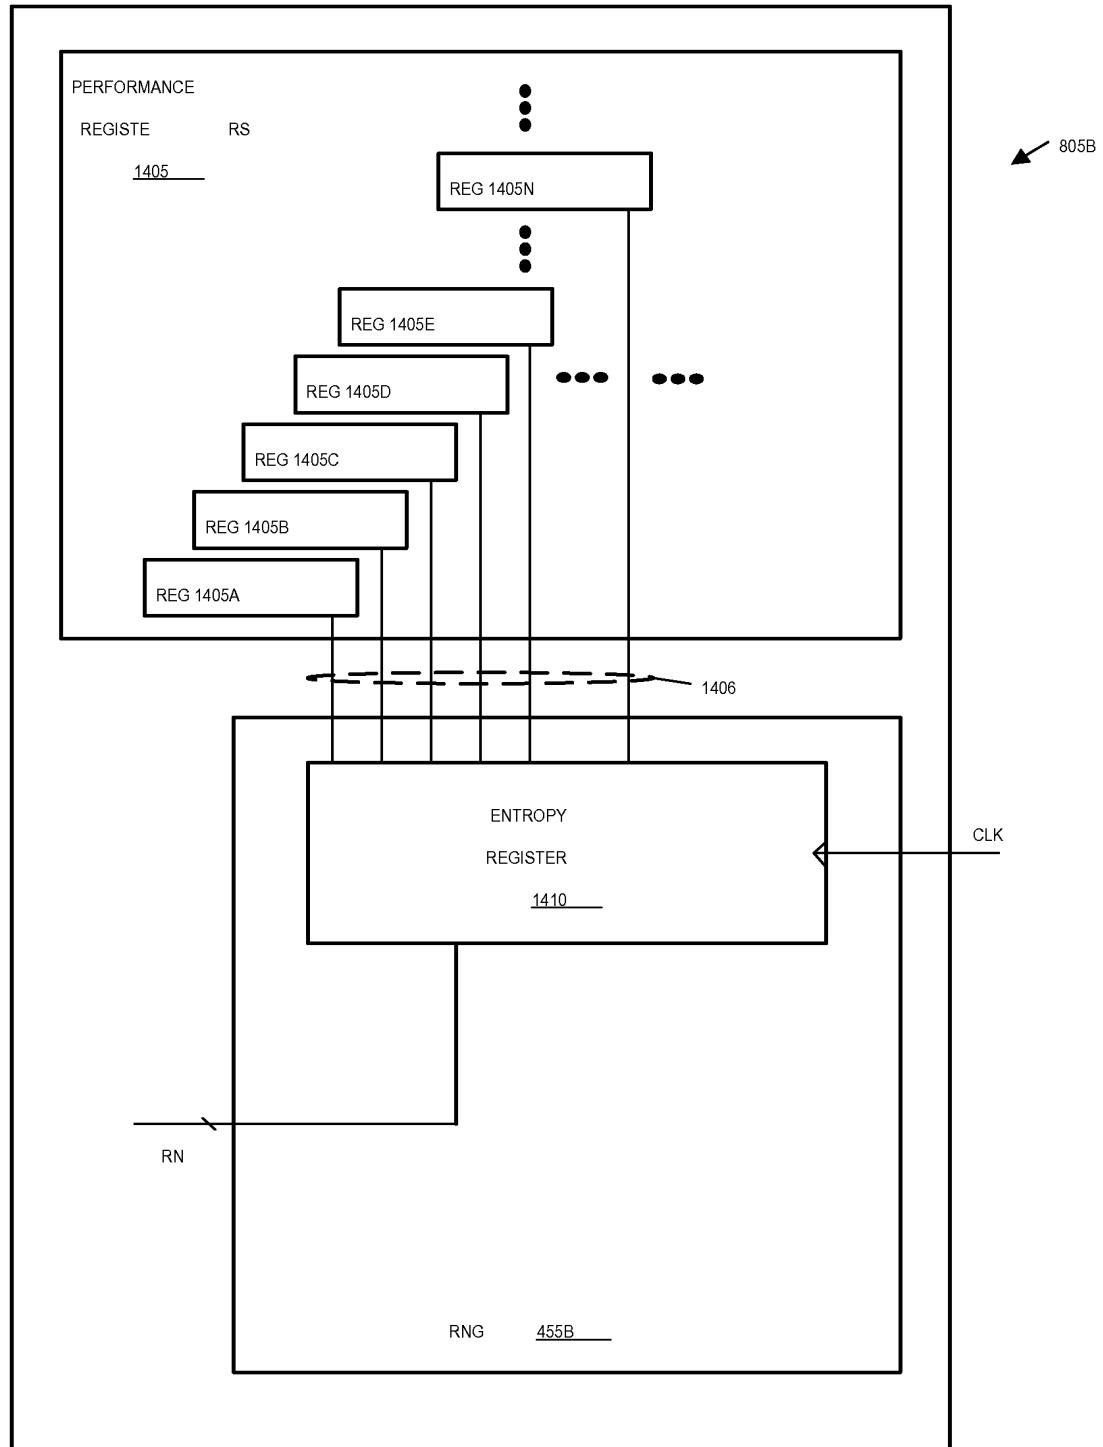 PERFORMANCE
REGISTE RS
1405
805B
REG 1405N
REG 1405E
REG 1405D
REG 1405C
REG 1405B
REG 1405A
1406
ENTROPY
REGISTER
1410
CLK
RN
RNG 455B